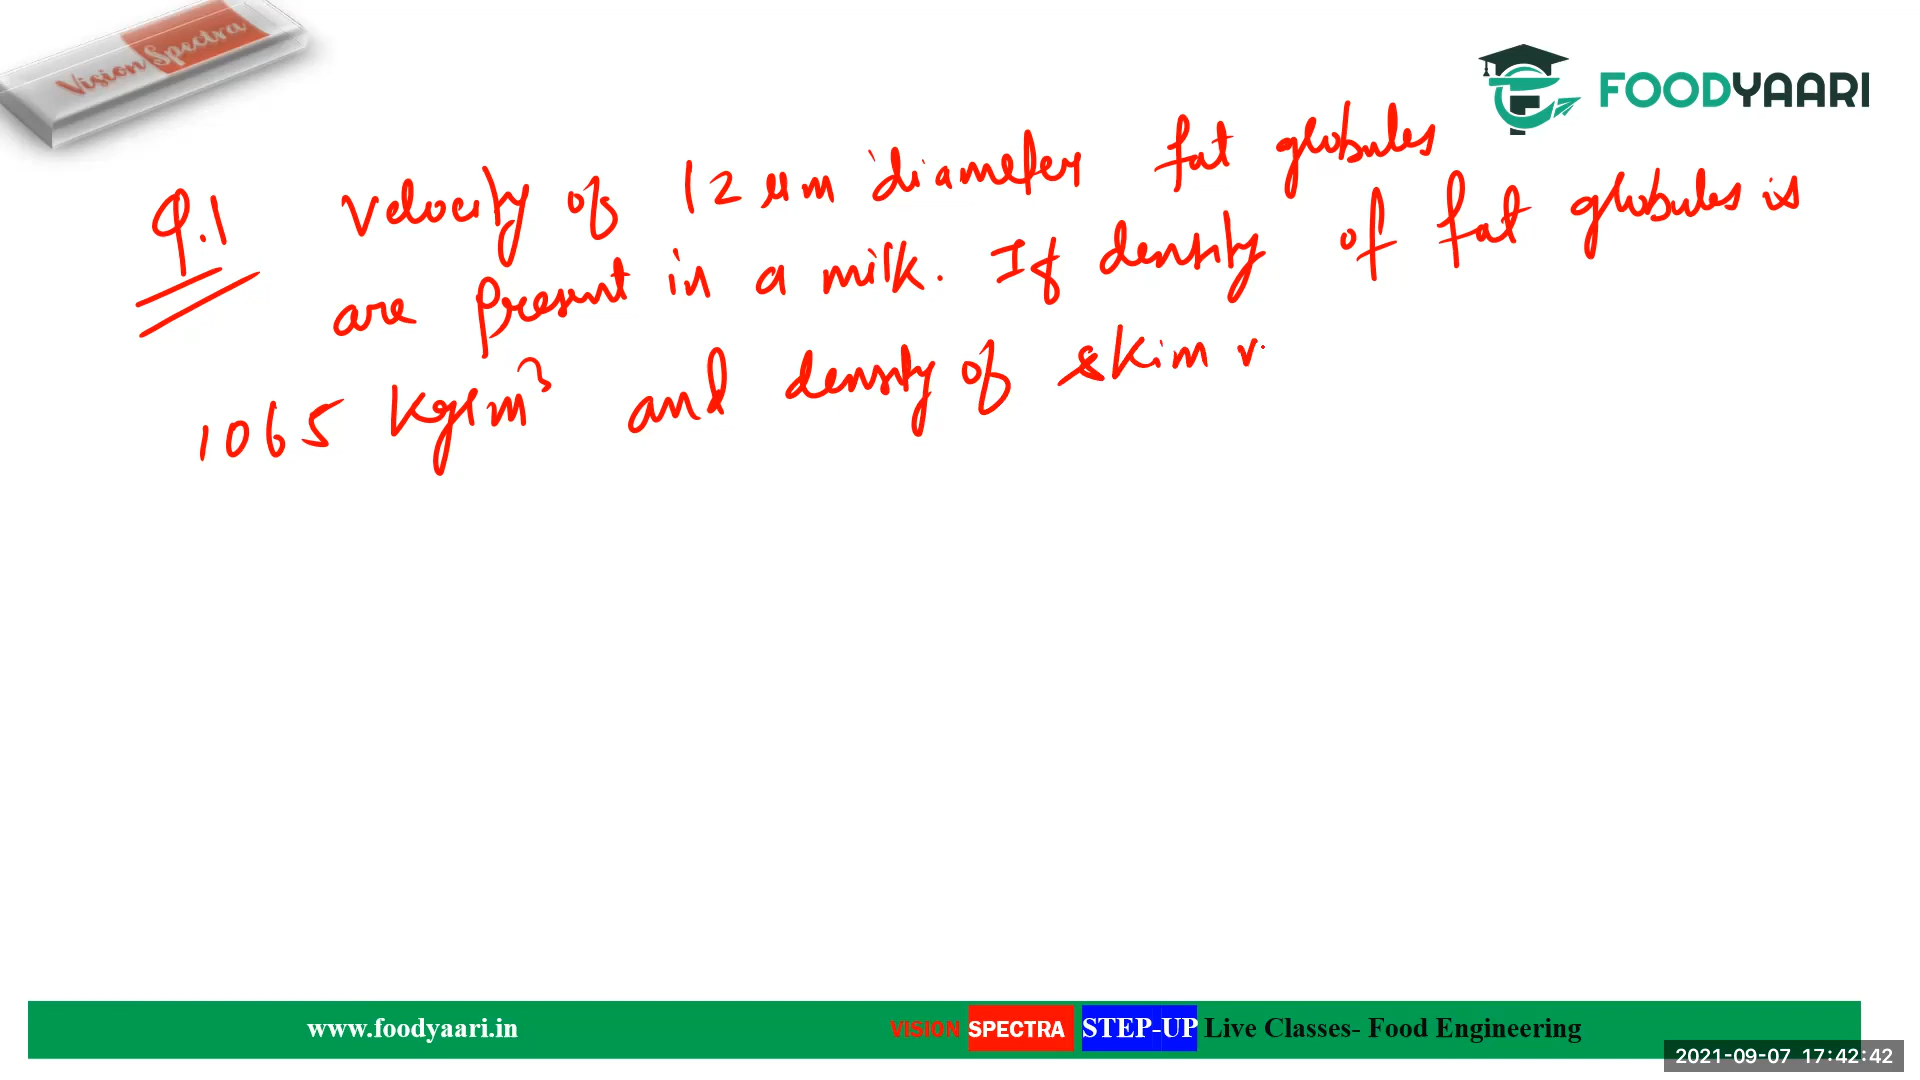 Vision Spectra
FOODYAARI
Q.1 Velocity of 12 μm diameter fat globules
are present in a milk. If density of fat globules is
1065 Kg/m³ and density of skim
www.foodyaari.in
VISION SPECTRA STEP-UP Live Classes- Food Engineering
2021-09-07 17:42:42